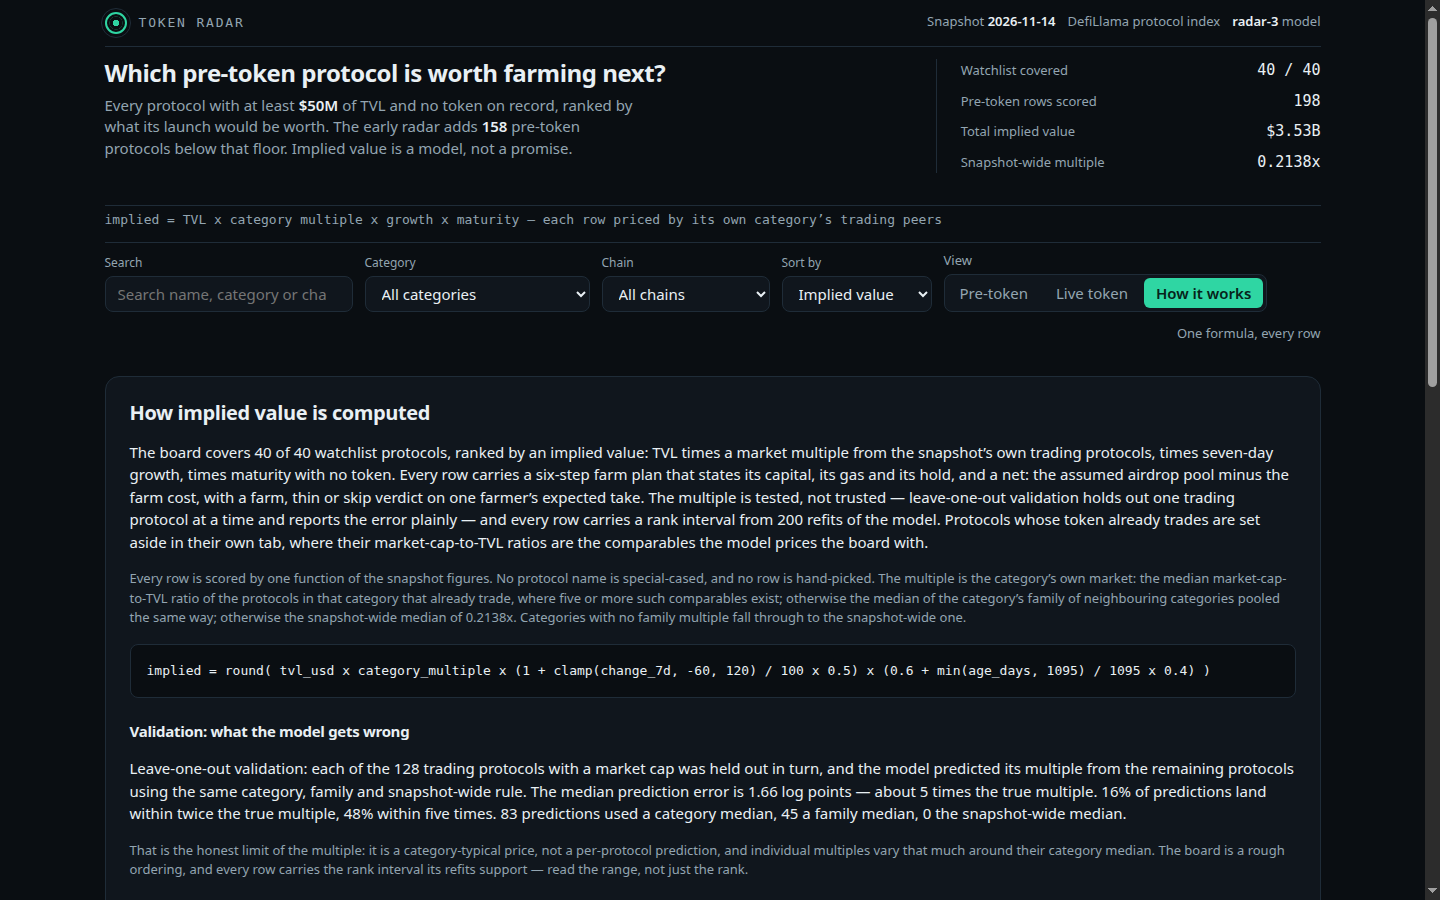 TOKEN RADAR
Snapshot 2026-11-14 DefiLlama protocol index radar-3 model
Which pre-token protocol is worth farming next?
Every protocol with at least $50M of TVL and no token on record, ranked by
what its launch would be worth. The early radar adds 158 pre-token
protocols below that floor. Implied value is a model, not a promise.
Watchlist covered 40 / 40
Pre-token rows scored 198
Total implied value $3.53B
Snapshot-wide multiple 0.2138x
implied = TVL x category multiple x growth x maturity — each row priced by its own category’s trading peers
Search Category Chain Sort by View
Search name, category or cha All categories All chains Implied value Pre-token Live token How it works
One formula, every row
How implied value is computed
The board covers 40 of 40 watchlist protocols, ranked by an implied value: TVL times a market multiple from the snapshot’s own trading protocols, times seven-day
growth, times maturity with no token. Every row carries a six-step farm plan that states its capital, its gas and its hold, and a net: the assumed airdrop pool minus the
farm cost, with a farm, thin or skip verdict on one farmer’s expected take. The multiple is tested, not trusted — leave-one-out validation holds out one trading
protocol at a time and reports the error plainly — and every row carries a rank interval from 200 refits of the model. Protocols whose token already trades are set
aside in their own tab, where their market-cap-to-TVL ratios are the comparables the model prices the board with.
Every row is scored by one function of the snapshot figures. No protocol name is special-cased, and no row is hand-picked. The multiple is the category’s own market: the median market-cap-
to-TVL ratio of the protocols in that category that already trade, where five or more such comparables exist; otherwise the median of the category’s family of neighbouring categories pooled
the same way; otherwise the snapshot-wide median of 0.2138x. Categories with no family multiple fall through to the snapshot-wide one.
implied = round( tvl_usd x category_multiple x (1 + clamp(change_7d, -60, 120) / 100 x 0.5) x (0.6 + min(age_days, 1095) / 1095 x 0.4) )
Validation: what the model gets wrong
Leave-one-out validation: each of the 128 trading protocols with a market cap was held out in turn, and the model predicted its multiple from the remaining protocols
using the same category, family and snapshot-wide rule. The median prediction error is 1.66 log points — about 5 times the true multiple. 16% of predictions land
within twice the true multiple, 48% within five times. 83 predictions used a category median, 45 a family median, 0 the snapshot-wide median.
That is the honest limit of the multiple: it is a category-typical price, not a per-protocol prediction, and individual multiples vary that much around their category median. The board is a rough
ordering, and every row carries the rank interval its refits support — read the range, not just the rank.